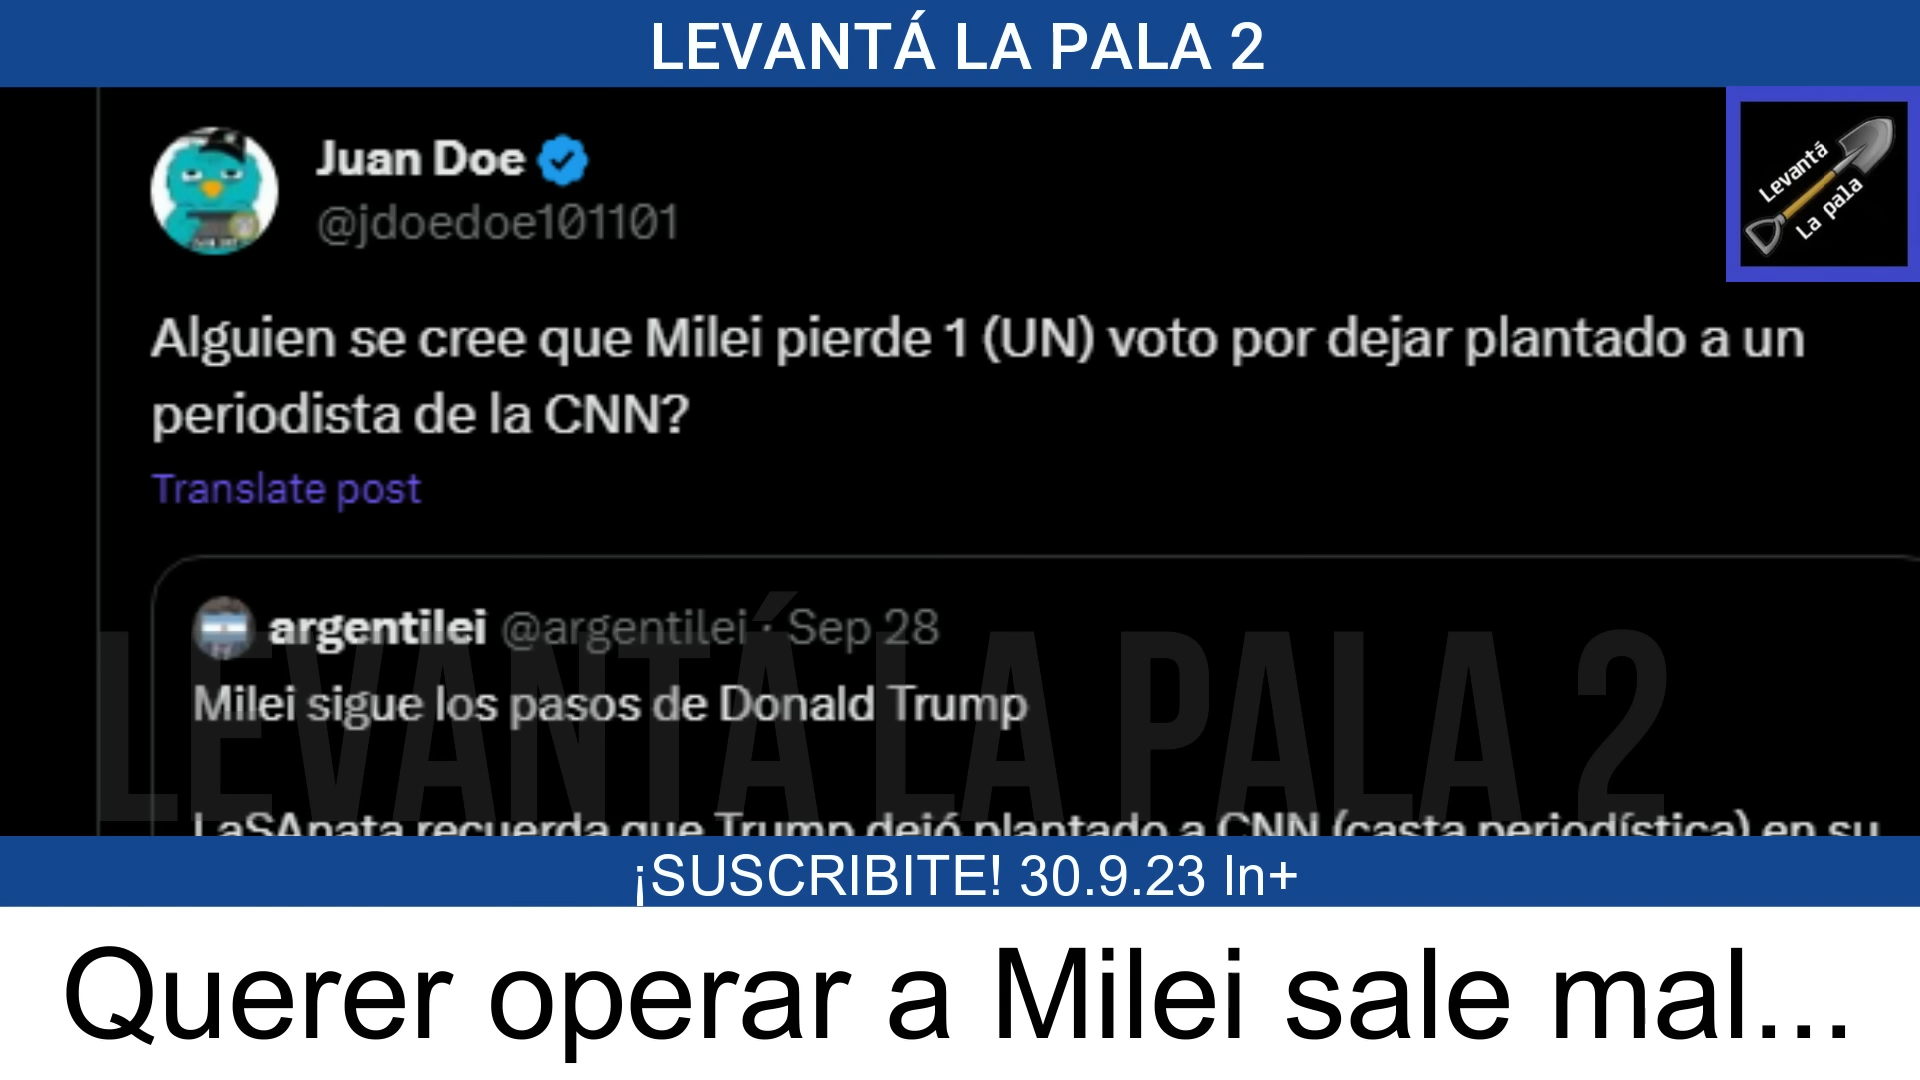 LEVANTÁ LA PALA 2
Juan Doe
@jdoedoe101101
Levantá
La pala
Alguien se cree que Milei pierde 1 (UN) voto por dejar plantado a un
periodista de la CNN?
Translate post
argentilei @argentilei · Sep 28
Milei sigue los pasos de Donald Trump
LEVANTÁ LA PALA 2
LaSAnata recuerda que Trump dejó plantado a CNN (casta periodística) en su
¡SUSCRIBITE! 30.9.23 In+
Querer operar a Milei sale mal...